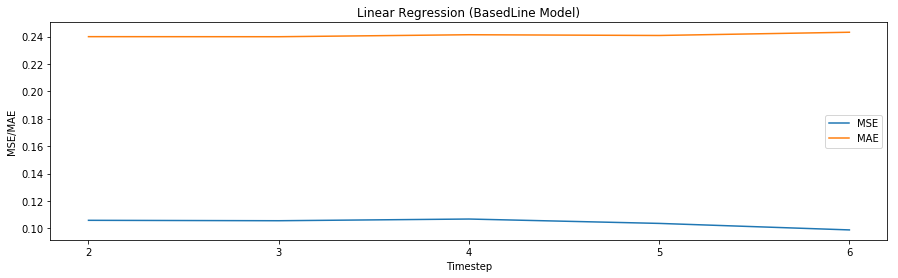 Linear Regression (BasedLine Model)
MSE/MAE
0.24
0.22
0.20
0.18
0.16
0.14
0.12
0.10
MSE
MAE
2
3
4
5
6
Timestep